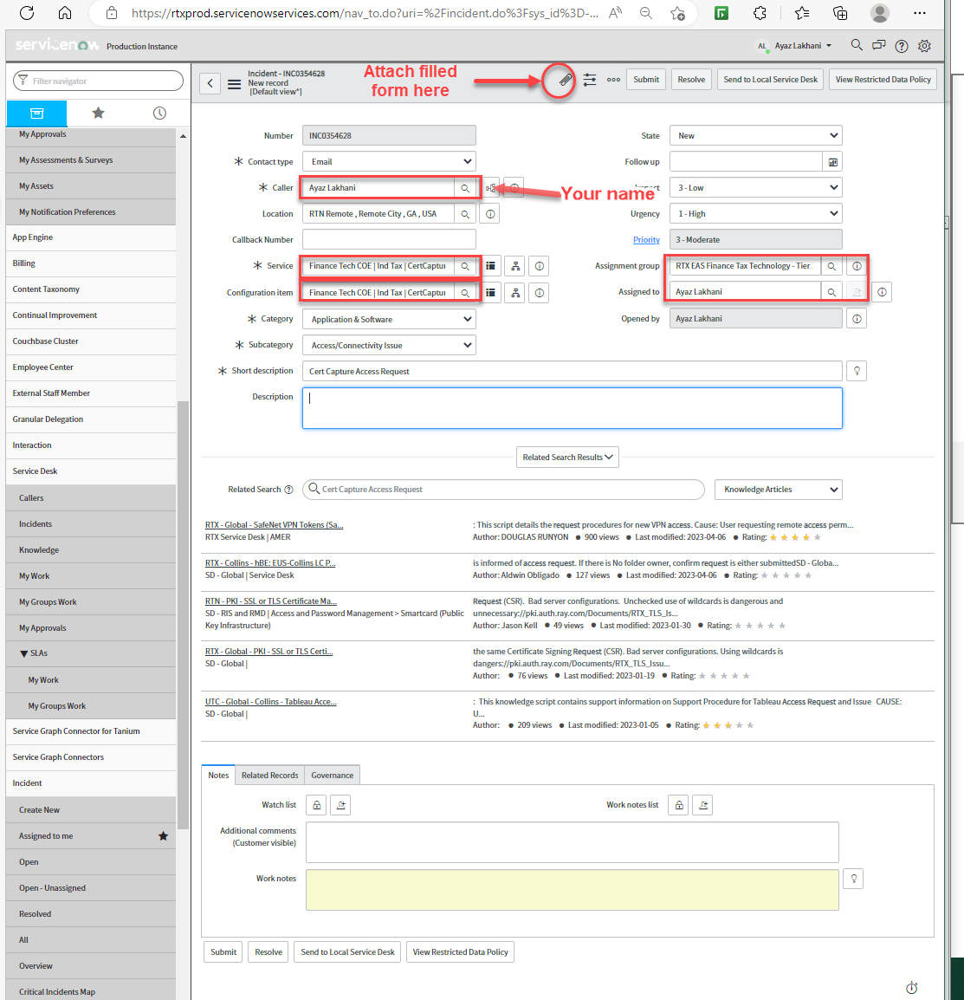 https://rtxprod.servicenowservices.com/nav_to.do?uri=%2Fincident.do%3Fsys_id%3D-...
servicenow Production Instance
AL Ayaz Lakhani
Filter navigator
My Approvals
My Assessments & Surveys
My Assets
My Notification Preferences
App Engine
Billing
Content Taxonomy
Continual Improvement
Couchbase Cluster
Employee Center
External Staff Member
Granular Delegation
Interaction
Service Desk
Callers
Incidents
Knowledge
My Work
My Groups Work
My Approvals
SLAs
My Work
My Groups Work
Service Graph Connector for Tanium
Service Graph Connectors
Incident
Create New
Assigned to me
Open
Open - Unassigned
Resolved
All
Overview
Critical Incidents Map
Incident - INC0354628
New record
[Default view*]
Attach filled
form here
Submit Resolve Send to Local Service Desk View Restricted Data Policy
Number INC0354628
State New
Contact type Email
Follow up
Caller Ayaz Lakhani
Your name
3 - Low
Location RTN Remote , Remote City , GA , USA
Urgency 1 - High
Callback Number
Priority 3 - Moderate
Service Finance Tech COE | Ind Tax | CertCaptur
Assignment group RTX EAS Finance Tax Technology - Tier
Configuration item Finance Tech COE | Ind Tax | CertCaptur
Assigned to Ayaz Lakhani
Category Application & Software
Opened by Ayaz Lakhani
Subcategory Access/Connectivity Issue
Short description Cert Capture Access Request
Description
Related Search Results
Related Search Cert Capture Access Request Knowledge Articles
RTX - Global - SafeNet VPN Tokens (Sa...
RTX Service Desk | AMER
: This script details the request procedures for new VPN access. Cause: User requesting remote access perm...
Author: DOUGLAS RUNYON ● 900 views ● Last modified: 2023-04-06 ● Rating: ★ ★ ★ ★ ★
RTX - Collins - hBE: EUS-Collins LC P...
SD - Global | Service Desk
is informed of access request. If there is No folder owner, confirm request is either submittedSD - Globa...
Author: Aldwin Obligado ● 127 views ● Last modified: 2023-04-06 ● Rating: ★ ★ ★ ★ ★
RTN - PKI - SSL or TLS Certificate Ma...
SD - RIS and RMD | Access and Password Management > Smartcard (Public
Key Infrastructure)
Request (CSR). Bad server configurations. Unchecked use of wildcards is dangerous and
unnecessary://pki.auth.ray.com/Documents/RTX_TLS_Is...
Author: Jason Kell ● 49 views ● Last modified: 2023-01-30 ● Rating: ★ ★ ★ ★ ★
RTX - Global - PKI - SSL or TLS Certi...
SD - Global |
the same Certificate Signing Request (CSR). Bad server configurations. Using wildcards is
dangers://pki.auth.ray.com/Documents/RTX_TLS_Issu...
Author: ● 76 views ● Last modified: 2023-01-19 ● Rating: ★ ★ ★ ★ ★
UTC - Global - Collins - Tableau Acce...
SD - Global |
: This knowledge script contains support information on Support Procedure for Tableau Access Request and Issue CAUSE:
U...
Author: ● 209 views ● Last modified: 2023-01-05 ● Rating: ★ ★ ★ ★ ★
Notes Related Records Governance
Watch list
Work notes list
Additional comments
(Customer visible)
Work notes
Submit Resolve Send to Local Service Desk View Restricted Data Policy